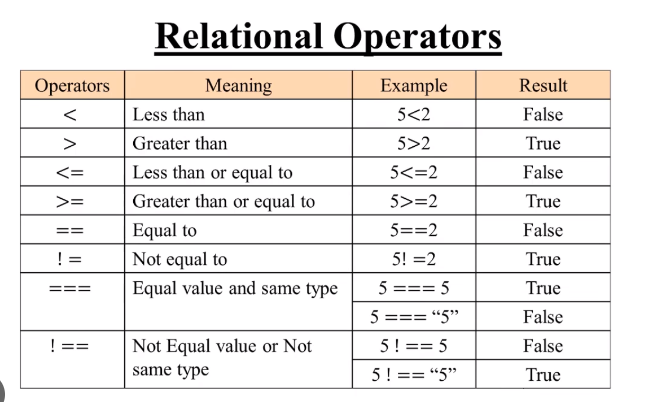 Relational Operators
Operators Meaning Example Result
< Less than 5<2 False
> Greater than 5>2 True
<= Less than or equal to 5<=2 False
>= Greater than or equal to 5>=2 True
== Equal to 5==2 False
! = Not equal to 5! =2 True
=== Equal value and same type 5 === 5 True
5 === “5” False
! == Not Equal value or Not 5 ! == 5 False
same type 5 ! == “5” True